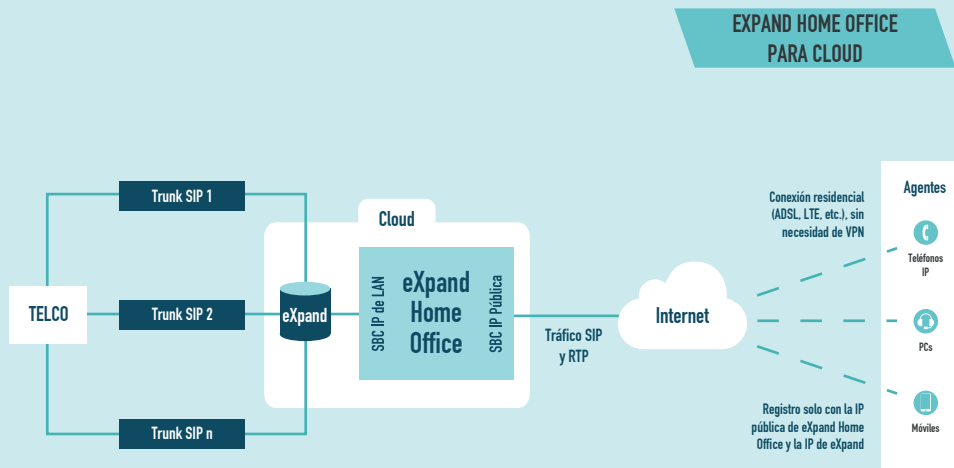 EXPAND HOME OFFICE
PARA CLOUD
TELCO
Trunk SIP 1
Trunk SIP 2
Trunk SIP n
Cloud
eXpand
SBC IP de LAN
eXpand
Home
Office
SBC IP Pública
Tráfico SIP
y RTP
Internet
Conexión residencial
(ADSL, LTE, etc.), sin
necesidad de VPN
Registro solo con la IP
pública de eXpand Home
Office y la IP de eXpand
Agentes
Teléfonos
IP
PCs
Móviles